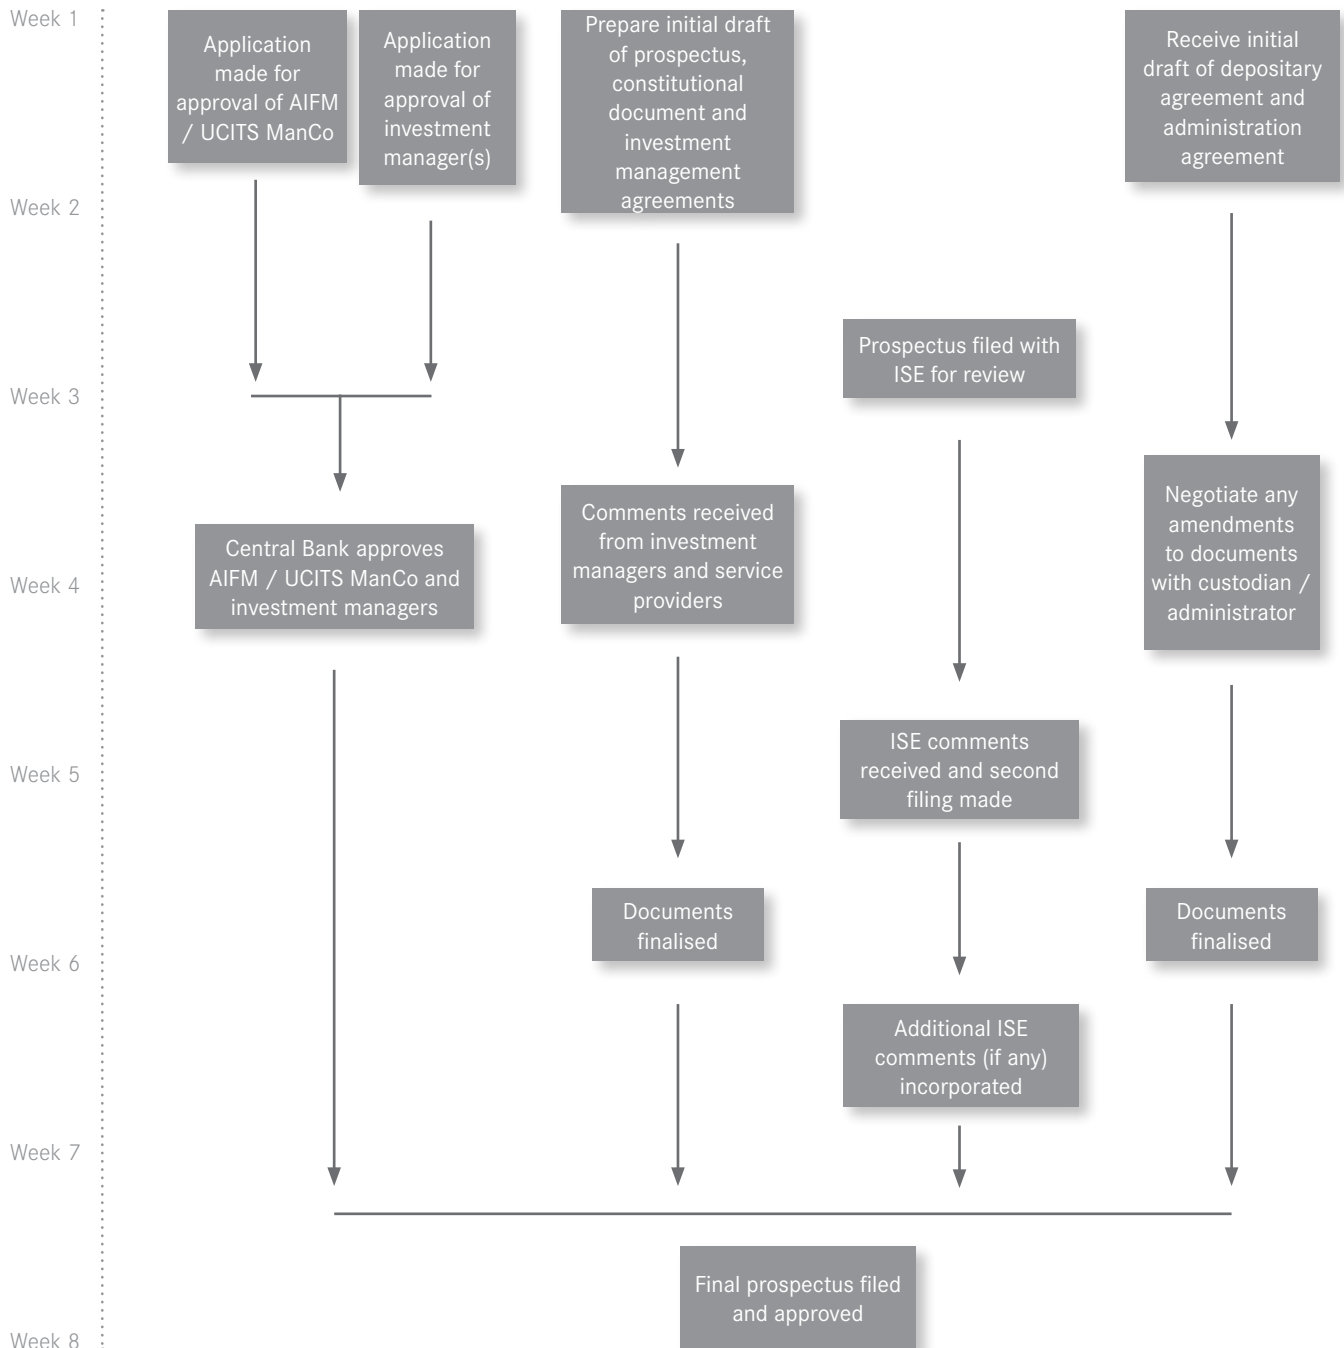 Week 1
Application
made for
approval of AIFM
/ UCITS ManCo
Application
made for
approval of
investment
manager(s)
Prepare initial draft
of prospectus,
constitutional
document and
investment
management
agreements
Receive initial
draft of depositary
agreement and
administration
agreement
Week 2
Prospectus filed with
ISE for review
Week 3
Central Bank approves
AIFM / UCITS ManCo and
investment managers
Comments received
from investment
managers and service
providers
Negotiate any
amendments
to documents
with custodian /
administrator
Week 4
ISE comments
received and second
filing made
Week 5
Documents
finalised
Documents
finalised
Week 6
Additional ISE
comments (if any)
incorporated
Week 7
Final prospectus filed
and approved
Week 8